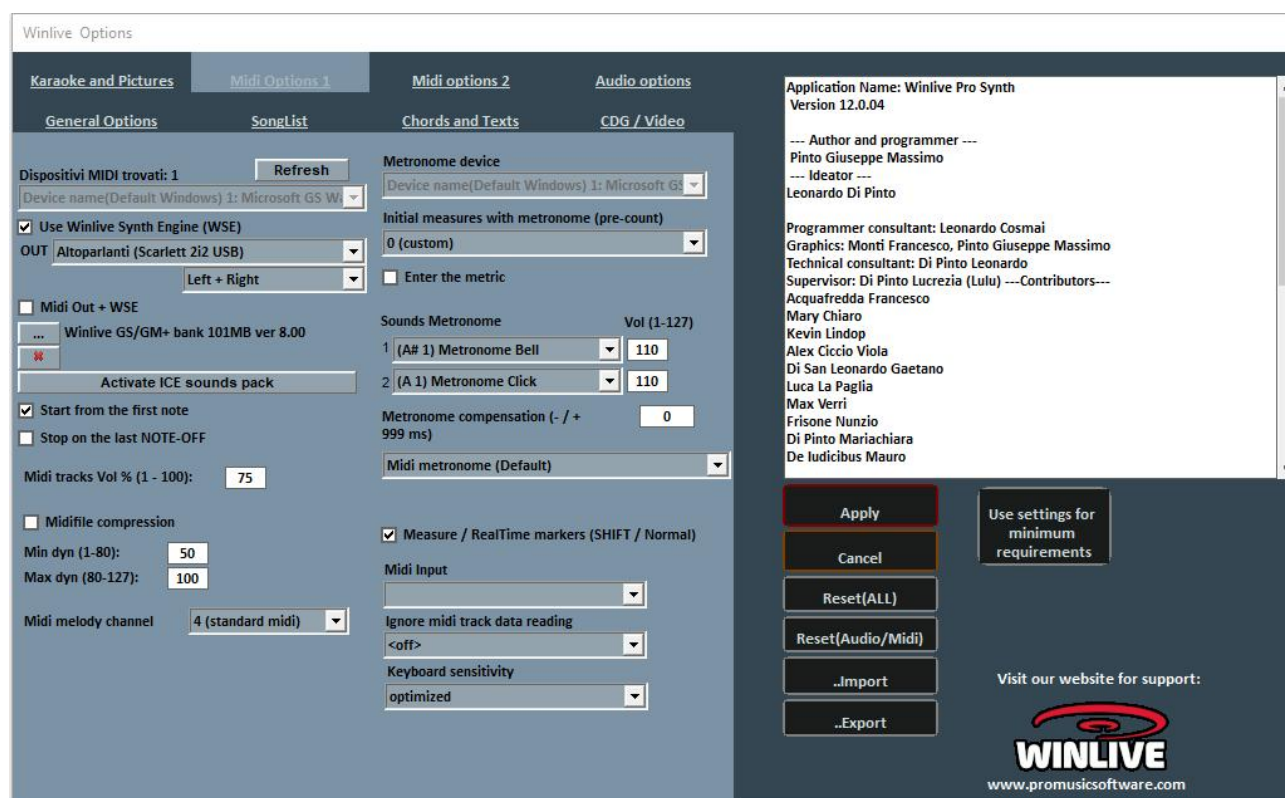 Winlive Options
Karaoke and Pictures
Midi Options 1
Midi options 2
Audio options
General Options
SongList
Chords and Texts
CDG / Video
Dispositivi MIDI trovati: 1
Refresh
Device name(Default Windows) 1: Microsoft GS W
Use Winlive Synth Engine (WSE)
OUT
Altoparlanti (Scarlett 2i2 USB)
Left + Right
Midi Out + WSE
...
Winlive GS/GM+ bank 101MB ver 8.00
Activate ICE sounds pack
Start from the first note
Stop on the last NOTE-OFF
Midi tracks Vol % (1 - 100):
75
Midifile compression
Min dyn (1-80):
50
Max dyn (80-127):
100
Midi melody channel
4 (standard midi)
Metronome device
Device name(Default Windows) 1: Microsoft GS
Initial measures with metronome (pre-count)
0 (custom)
Enter the metric
Sounds Metronome
Vol (1-127)
1
(A# 1) Metronome Bell
110
2
(A 1) Metronome Click
110
Metronome compensation (- / +
999 ms)
0
Midi metronome (Default)
Measure / RealTime markers (SHIFT / Normal)
Midi Input
Ignore midi track data reading
<off>
Keyboard sensitivity
optimized
Application Name: Winlive Pro Synth
Version 12.0.04
--- Author and programmer ---
Pinto Giuseppe Massimo
--- Ideator ---
Leonardo Di Pinto
Programmer consultant: Leonardo Cosmai
Graphics: Monti Francesco, Pinto Giuseppe Massimo
Technical consultant: Di Pinto Leonardo
Supervisor: Di Pinto Lucrezia (Lulu) ---Contributors---
Acquafredda Francesco
Mary Chiaro
Kevin Lindop
Alex Ciccio Viola
Di San Leonardo Gaetano
Luca La Paglia
Max Verri
Frisone Nunzio
Di Pinto Mariachiara
De Iudicibus Mauro
Apply
Cancel
Reset(ALL)
Reset(Audio/Midi)
..Import
..Export
Use settings for
minimum
requirements
Visit our website for support:
WINLIVE
www.promusicsoftware.com